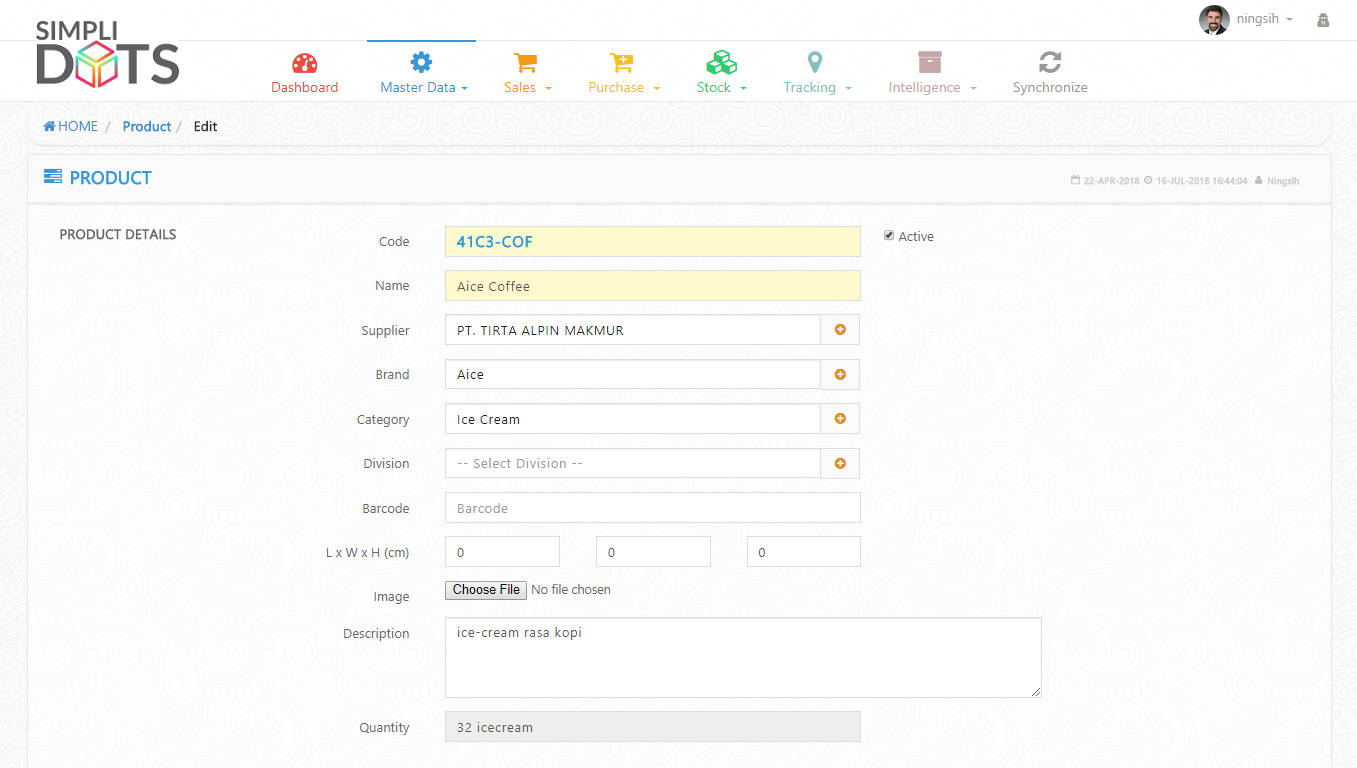 SIMPLI
DOTS
ningsih
Dashboard Master Data Sales Purchase Stock Tracking Intelligence Synchronize
HOME / Product / Edit
PRODUCT
22-APR-2018 16-JUL-2018 16:44:04 Ningsih
PRODUCT DETAILS
Code 41C3-COF Active
Name Aice Coffee
Supplier PT. TIRTA ALPIN MAKMUR
Brand Aice
Category Ice Cream
Division -- Select Division --
Barcode Barcode
L x W x H (cm) 0 0 0
Image Choose File No file chosen
Description ice-cream rasa kopi
Quantity 32 icecream